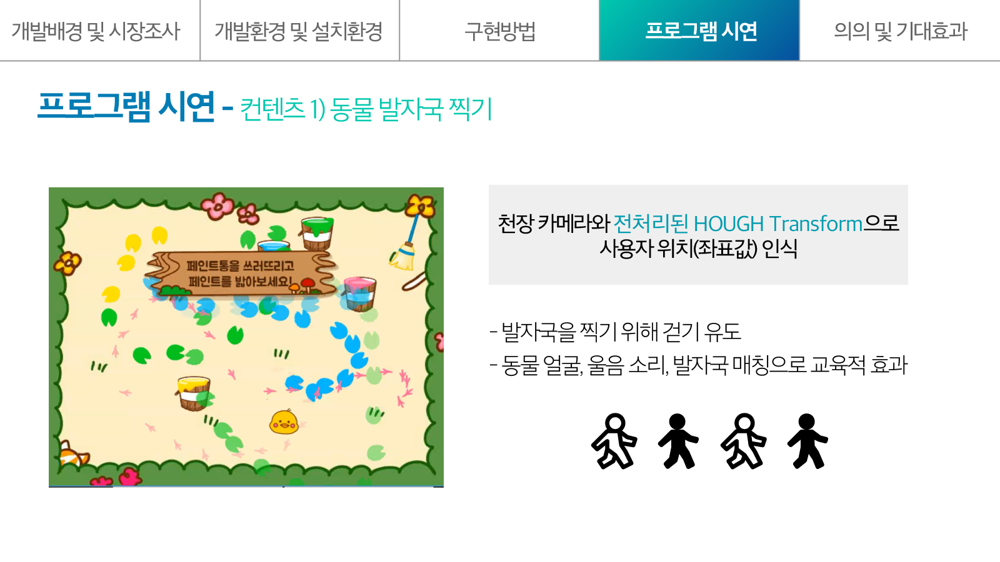 개발배경 및 시장조사
개발환경 및 설치환경
구현방법
프로그램 시연
의의 및 기대효과
프로그램 시연 - 컨텐츠 1) 동물 발자국 찍기
페인트통을 쓰러뜨리고
페인트를 밟아보세요!
천장 카메라와 전처리된 HOUGH Transform으로
사용자 위치(좌표값) 인식
- 발자국을 찍기 위해 걷기 유도
- 동물 얼굴, 울음 소리, 발자국 매칭으로 교육적 효과